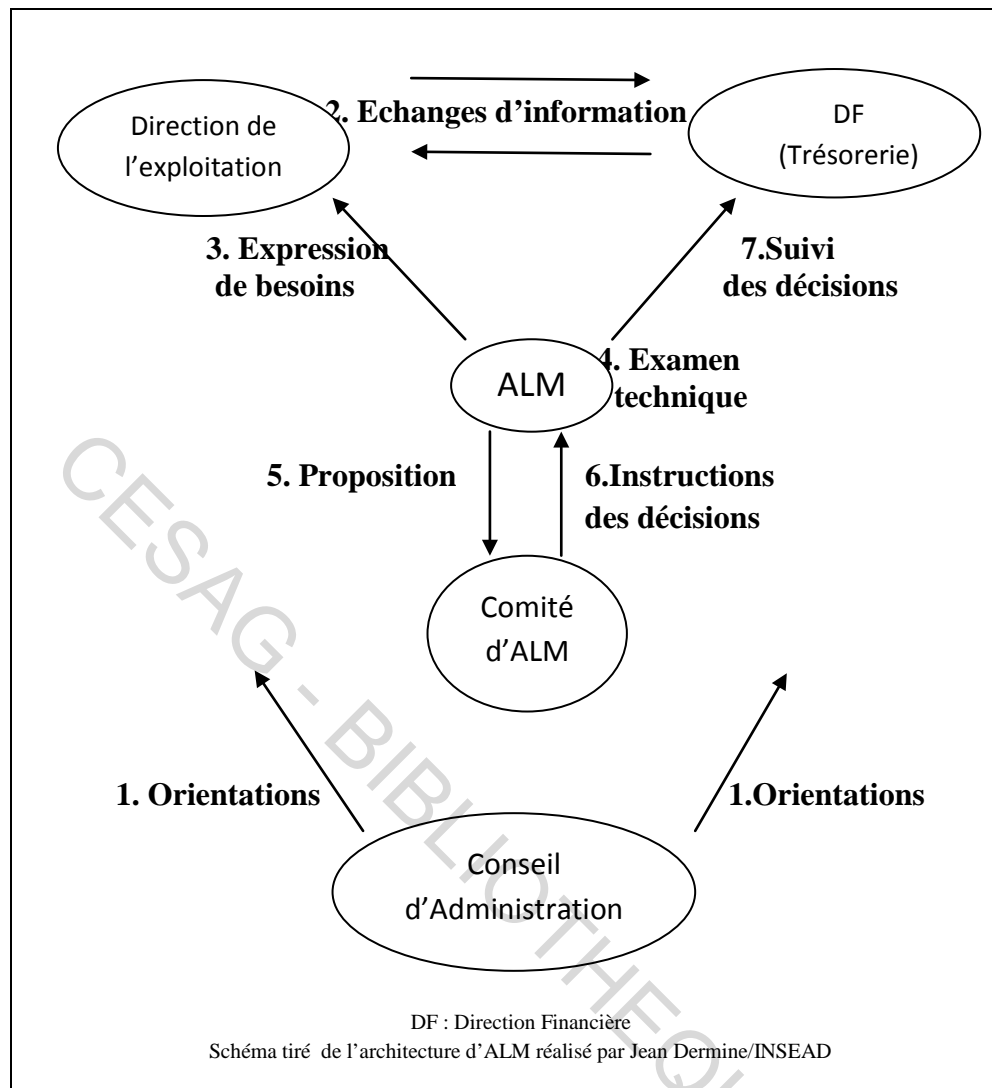 2. Echanges d'information
Direction de
l'exploitation
DF
(Trésorerie)
3. Expression
de besoins
7.Suivi
des décisions
ALM
4. Examen
technique
5. Proposition
6.Instructions
des décisions
Comité
d'ALM
1. Orientations
1.Orientations
Conseil
d'Administration
DF : Direction Financière
Schéma tiré de l'architecture d'ALM réalisé par Jean Dermine/INSEAD
CESAG - BIBLIOTHEQU